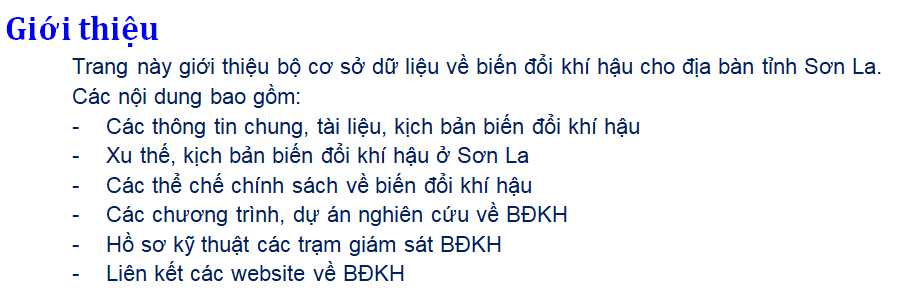 Giới thiệu
Trang này giới thiệu bộ cơ sở dữ liệu về biến đổi khí hậu cho địa bàn tỉnh Sơn La.
Các nội dung bao gồm:
- Các thông tin chung, tài liệu, kịch bản biến đổi khí hậu
- Xu thế, kịch bản biến đổi khí hậu ở Sơn La
- Các thể chế chính sách về biến đổi khí hậu
- Các chương trình, dự án nghiên cứu về BĐKH
- Hồ sơ kỹ thuật các trạm giám sát BĐKH
- Liên kết các website về BĐKH